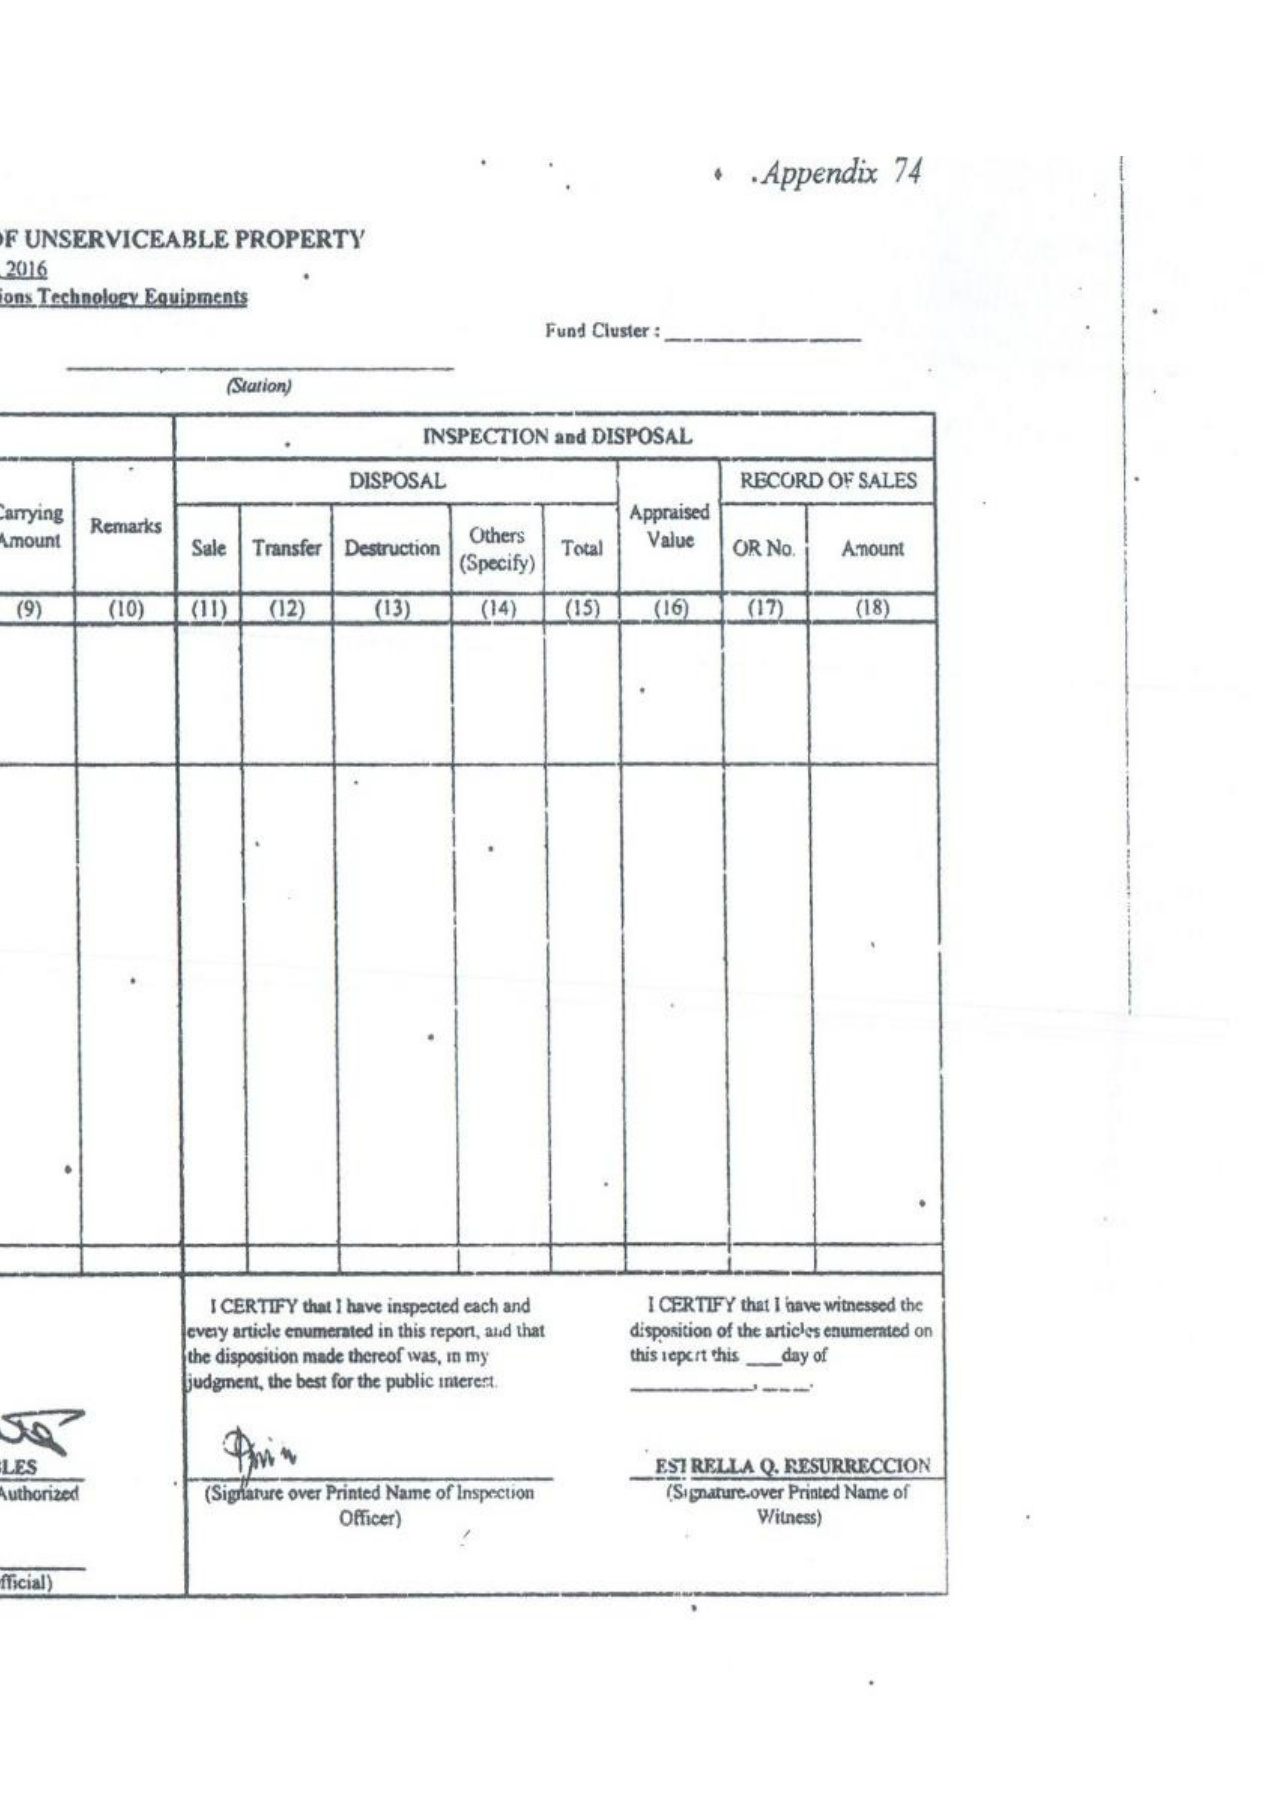 Appendix 74
OF UNSERVICEABLE PROPERTY
2016
ions Technology Equipments
Fund Cluster :
(Station)
INSPECTION and DISPOSAL
DISPOSAL
RECORD OF SALES
Carrying Amount
Remarks
Sale
Transfer
Destruction
Others (Specify)
Total
Appraised Value
OR No.
Amount
(9) (10) (11) (12) (13) (14) (15) (16) (17) (18)
I CERTIFY that I have inspected each and
every article enumerated in this report, and that
the disposition made thereof was, in my
judgment, the best for the public interest.
I CERTIFY that I have witnessed the
disposition of the articles enumerated on
this report this ___day of
__________, ____.
LES
Authorized
fficial)
(Signature over Printed Name of Inspection
Officer)
ESTRELLA Q. RESURRECCION
(Signature over Printed Name of
Witness)